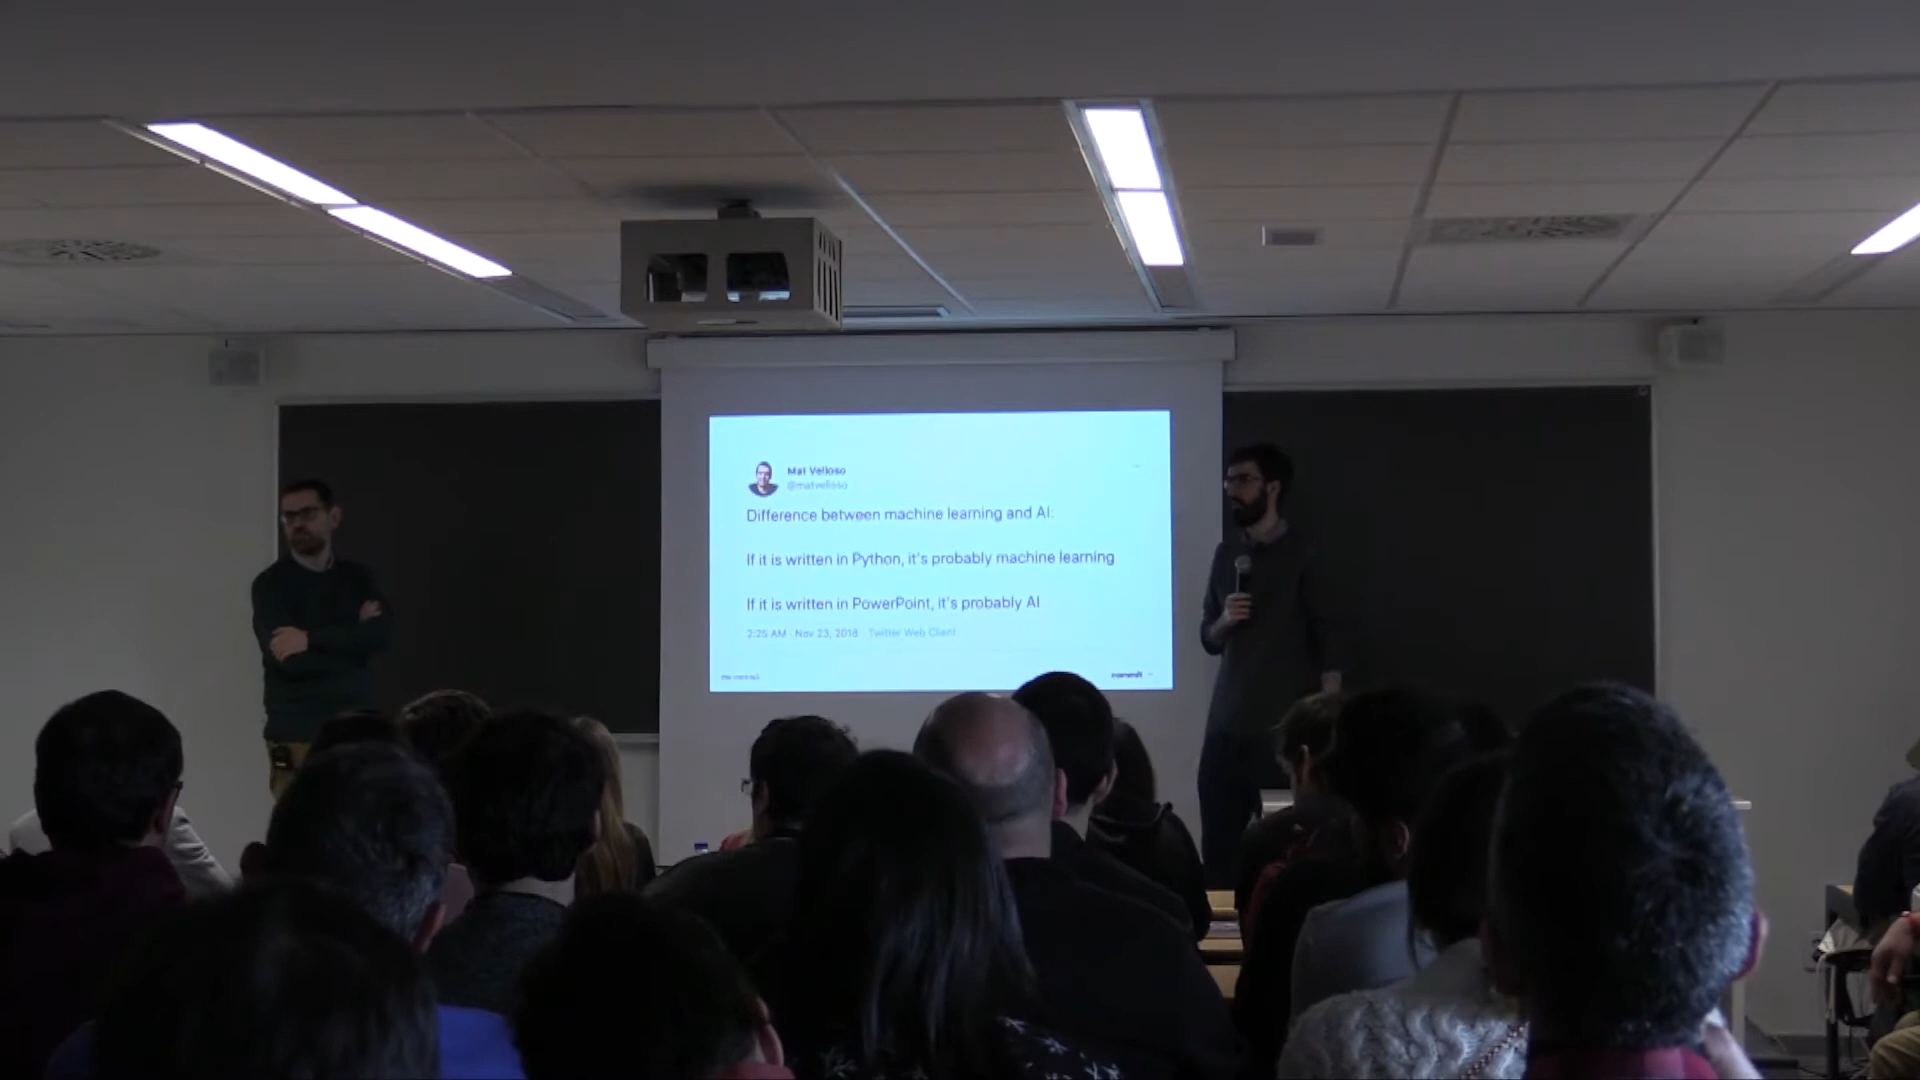 Mat Velloso
@matvelloso
Difference between machine learning and AI:
If it is written in Python, it's probably machine learning
If it is written in PowerPoint, it's probably AI
2:25 AM · Nov 23, 2018 · Twitter Web Client